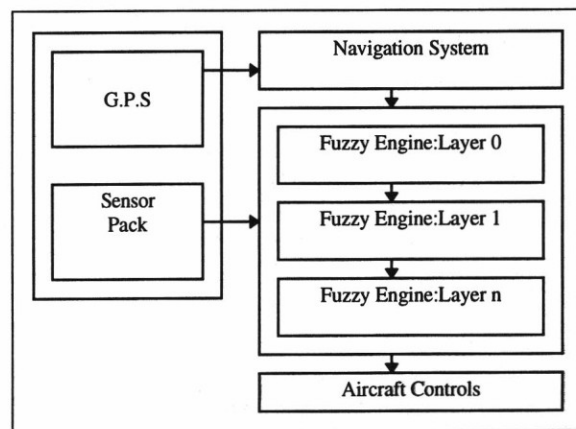 Navigation System
G.P.S
Fuzzy Engine:Layer 0
Sensor
Pack
Fuzzy Engine:Layer 1
Fuzzy Engine:Layer n
Aircraft Controls